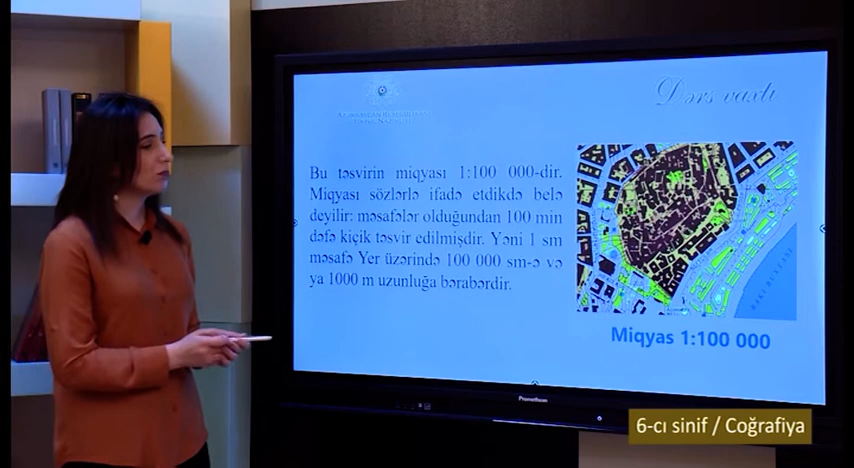 Dərs vaxtı
Bu təsvirin miqyası 1:100 000-dir.
Miqyası sözlərlə ifadə etdikdə belə
deyilir: məsafələr olduğundan 100 min
dəfə kiçik təsvir edilmişdir. Yəni 1 sm
məsafə Yer üzərində 100 000 sm-ə və
ya 1000 m uzunluğa bərabərdir.
Miqyas 1:100 000
Promethean
6-cı sinif / Coğrafiya